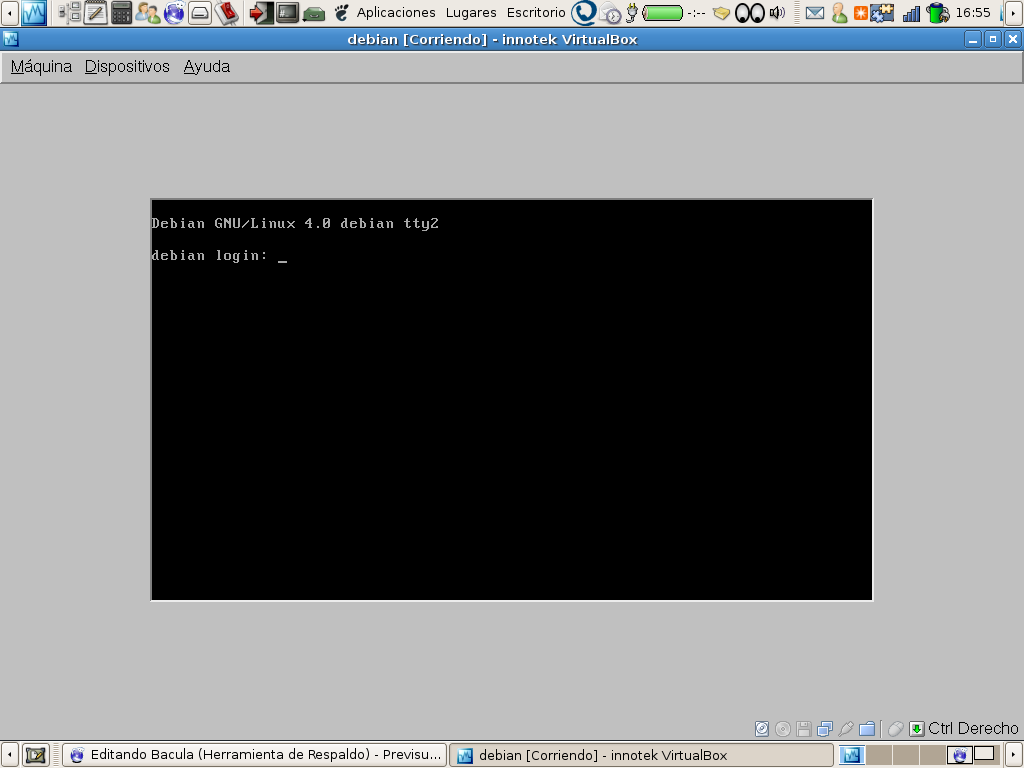 Aplicaciones Lugares Escritorio -:-- 16:55
debian [Corriendo] - innotek VirtualBox
Máquina Dispositivos Ayuda
Debian GNU/Linux 4.0 debian tty2
debian login: _
Ctrl Derecho
Editando Bacula (Herramienta de Respaldo) - Previsu... debian [Corriendo] - innotek VirtualBox